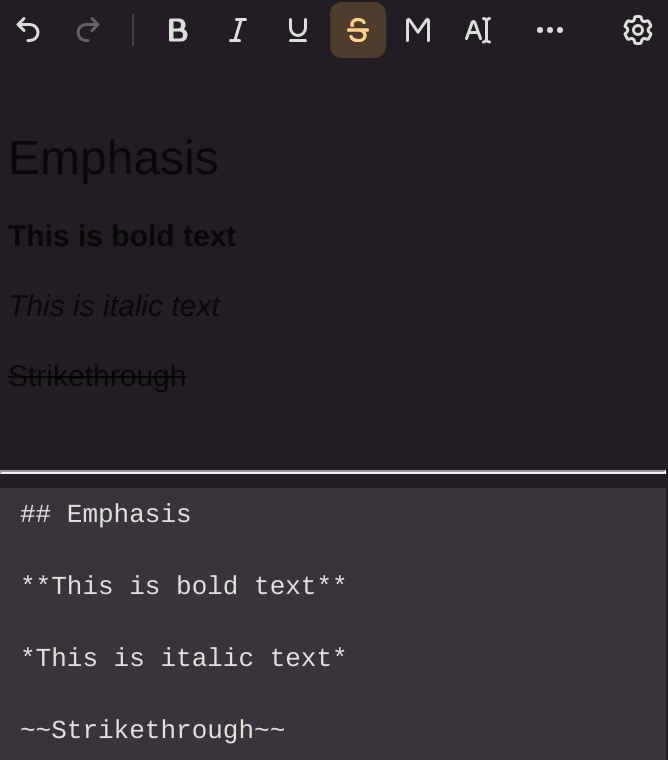 B I U S M AI
Emphasis
This is bold text
This is italic text
Strikethrough
## Emphasis
**This is bold text**
*This is italic text*
~~Strikethrough~~